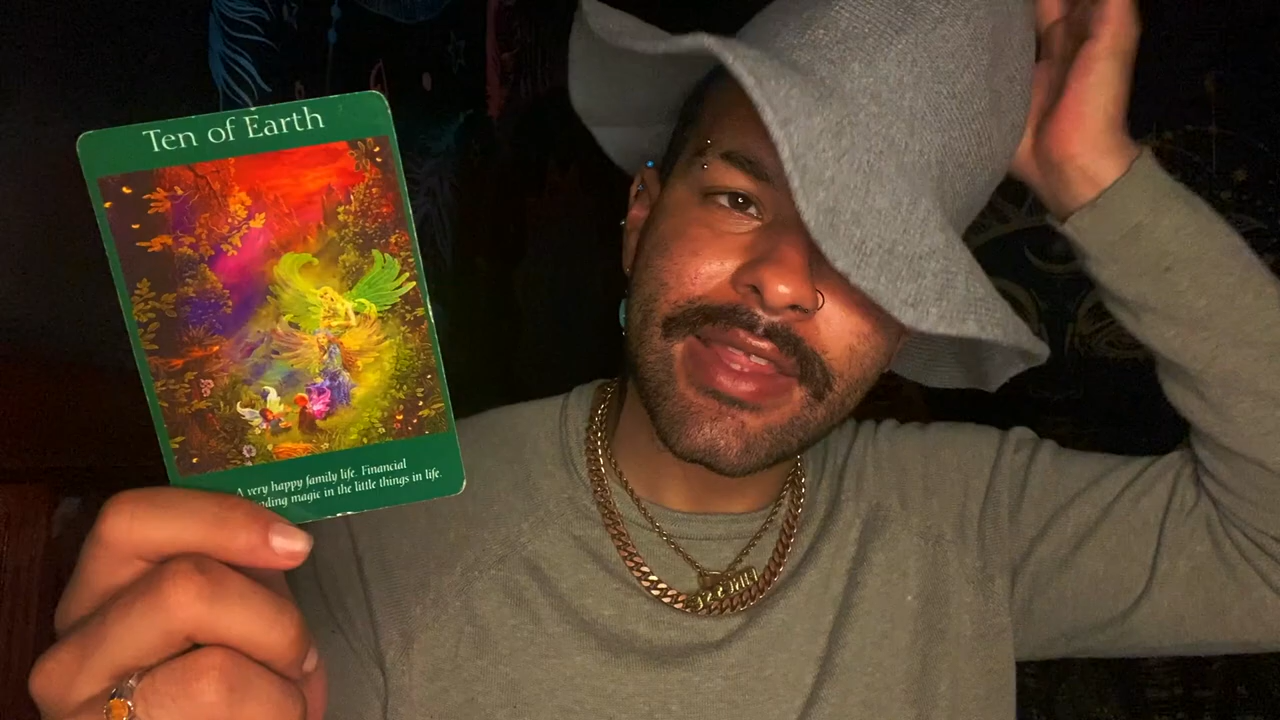 Ten of Earth
A very happy family life. Financial
magic in the little things in life.